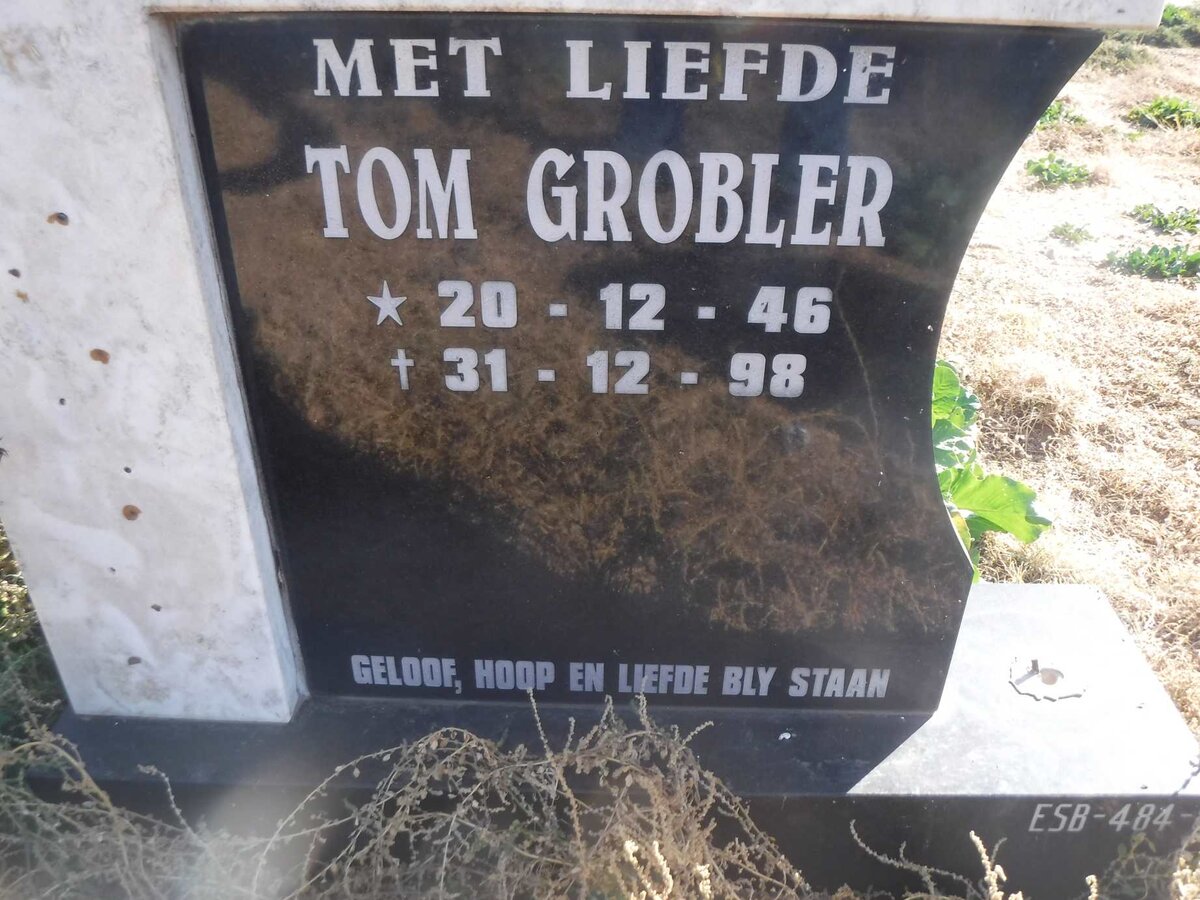 MET LIEFDE
TOM GROBLER
★ 20 - 12 - 46
✝ 31 - 12 - 98
GELOOF, HOOP EN LIEFDE BLY STAAN
ESB-484-